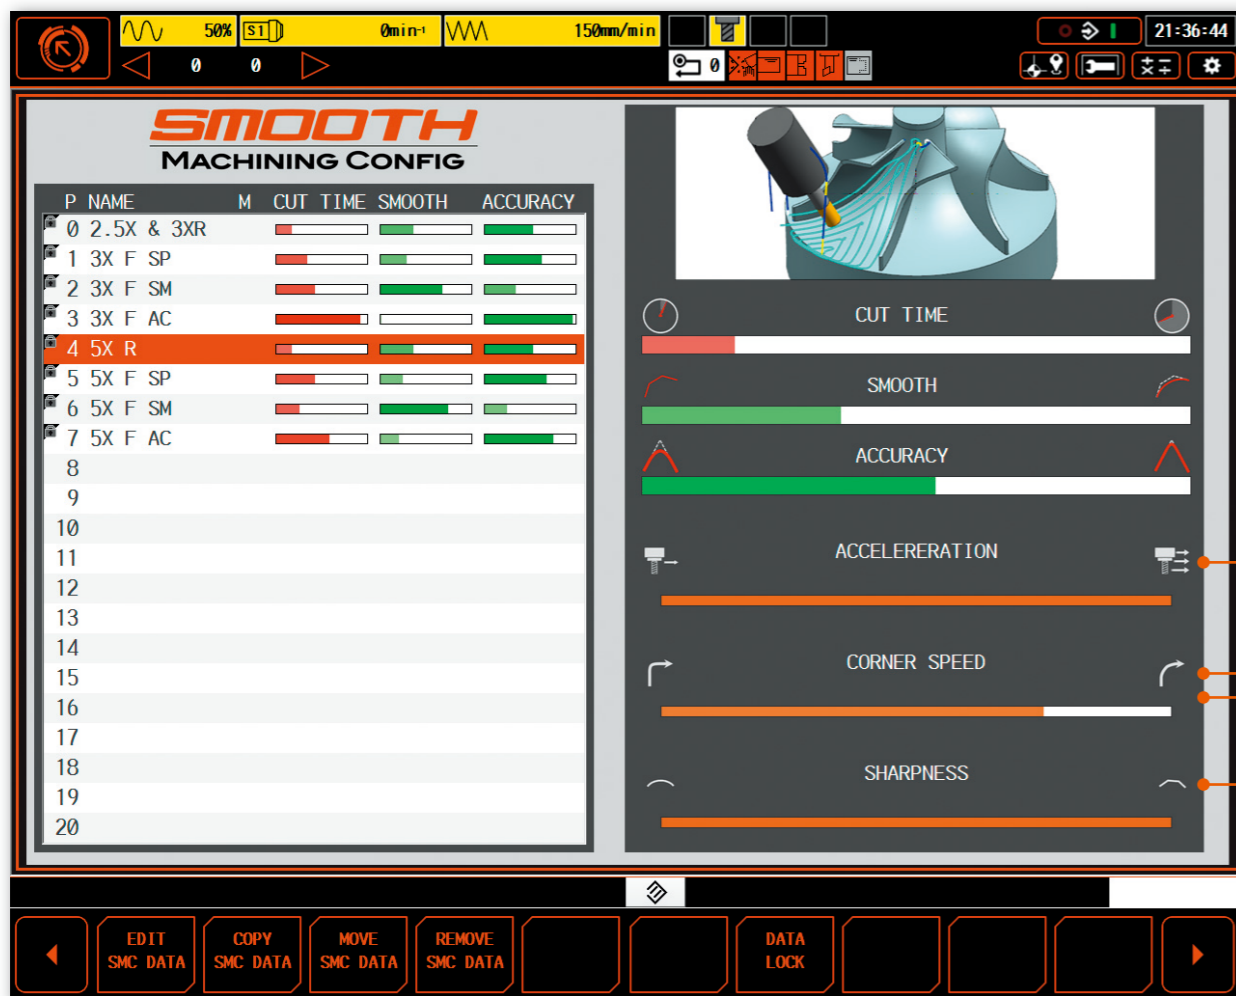 50% S1 0min-1 150mm/min 21:36:44
0 0 0
SMOOTH
MACHINING CONFIG
P NAME M CUT TIME SMOOTH ACCURACY
0 2.5X & 3XR
1 3X F SP
2 3X F SM
3 3X F AC
4 5X R
5 5X F SP
6 5X F SM
7 5X F AC
8
9
10
11
12
13
14
15
16
17
18
19
20
CUT TIME
SMOOTH
ACCURACY
ACCELERERATION
CORNER SPEED
SHARPNESS
EDIT
SMC DATA
COPY
SMC DATA
MOVE
SMC DATA
REMOVE
SMC DATA
DATA
LOCK